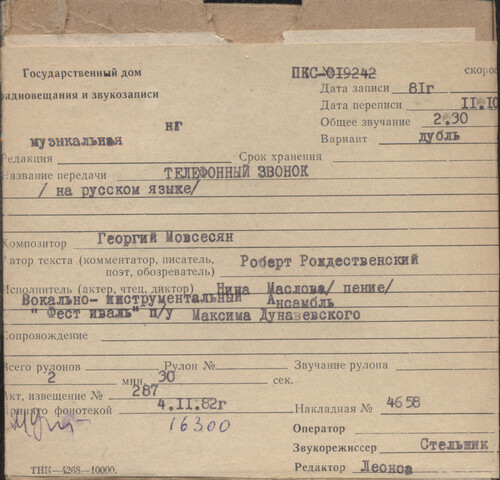 Государственный дом
радиовещания и звукозаписи
ПКС-019242 скорос
Дата записи 81г
Дата переписи 11.10
нг
Общее звучание 2.30
музыкальная Вариант дубль
Редакция Срок хранения
Название передачи ТЕЛЕФОННЫЙ ЗВОНОК
/ на русском языке/
Композитор Георгий Мовсесян
Автор текста (комментатор, писатель, поэт, обозреватель) Роберт Рождественский
Исполнитель (актер, чтец, диктор) Нина Маслова/ пение/
Вокально- инструментальный Ансамбль
" Фест иваль" п/у Максима Дунаевского
Сопровождение
Всего рулонов Рулон № Звучание рулона
2 мин 30 сек.
Акт, извещение № 287
Принято фонотекой 4.II.82г Накладная № 4658
16300
Оператор
Звукорежиссер Стельник
Редактор Леонов
ТНК—4268—10000.